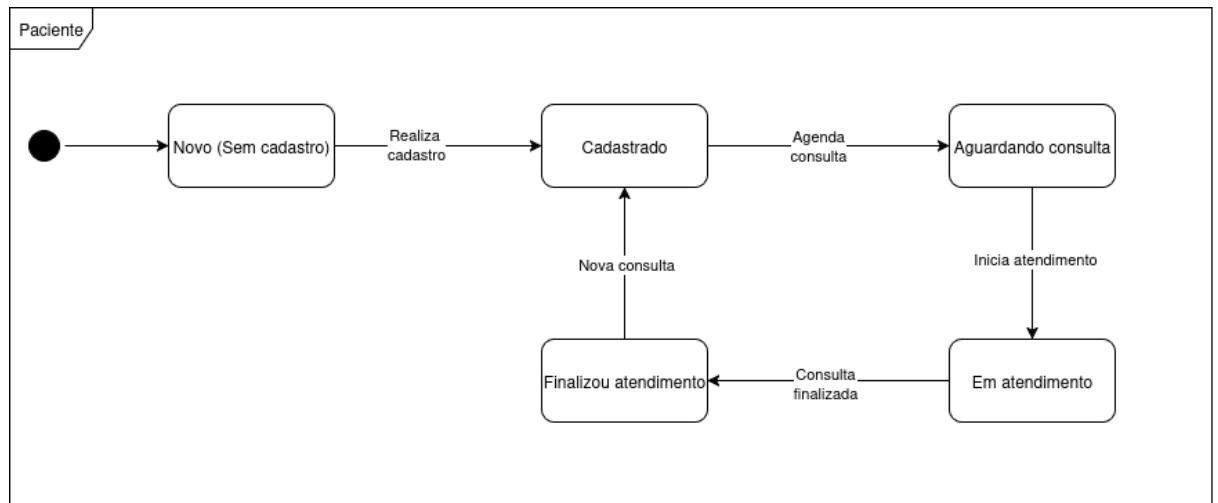 Paciente
Novo (Sem cadastro)
Realiza
cadastro
Cadastrado
Agenda
consulta
Aguardando consulta
Nova consulta
Inicia atendimento
Finalizou atendimento
Consulta
finalizada
Em atendimento